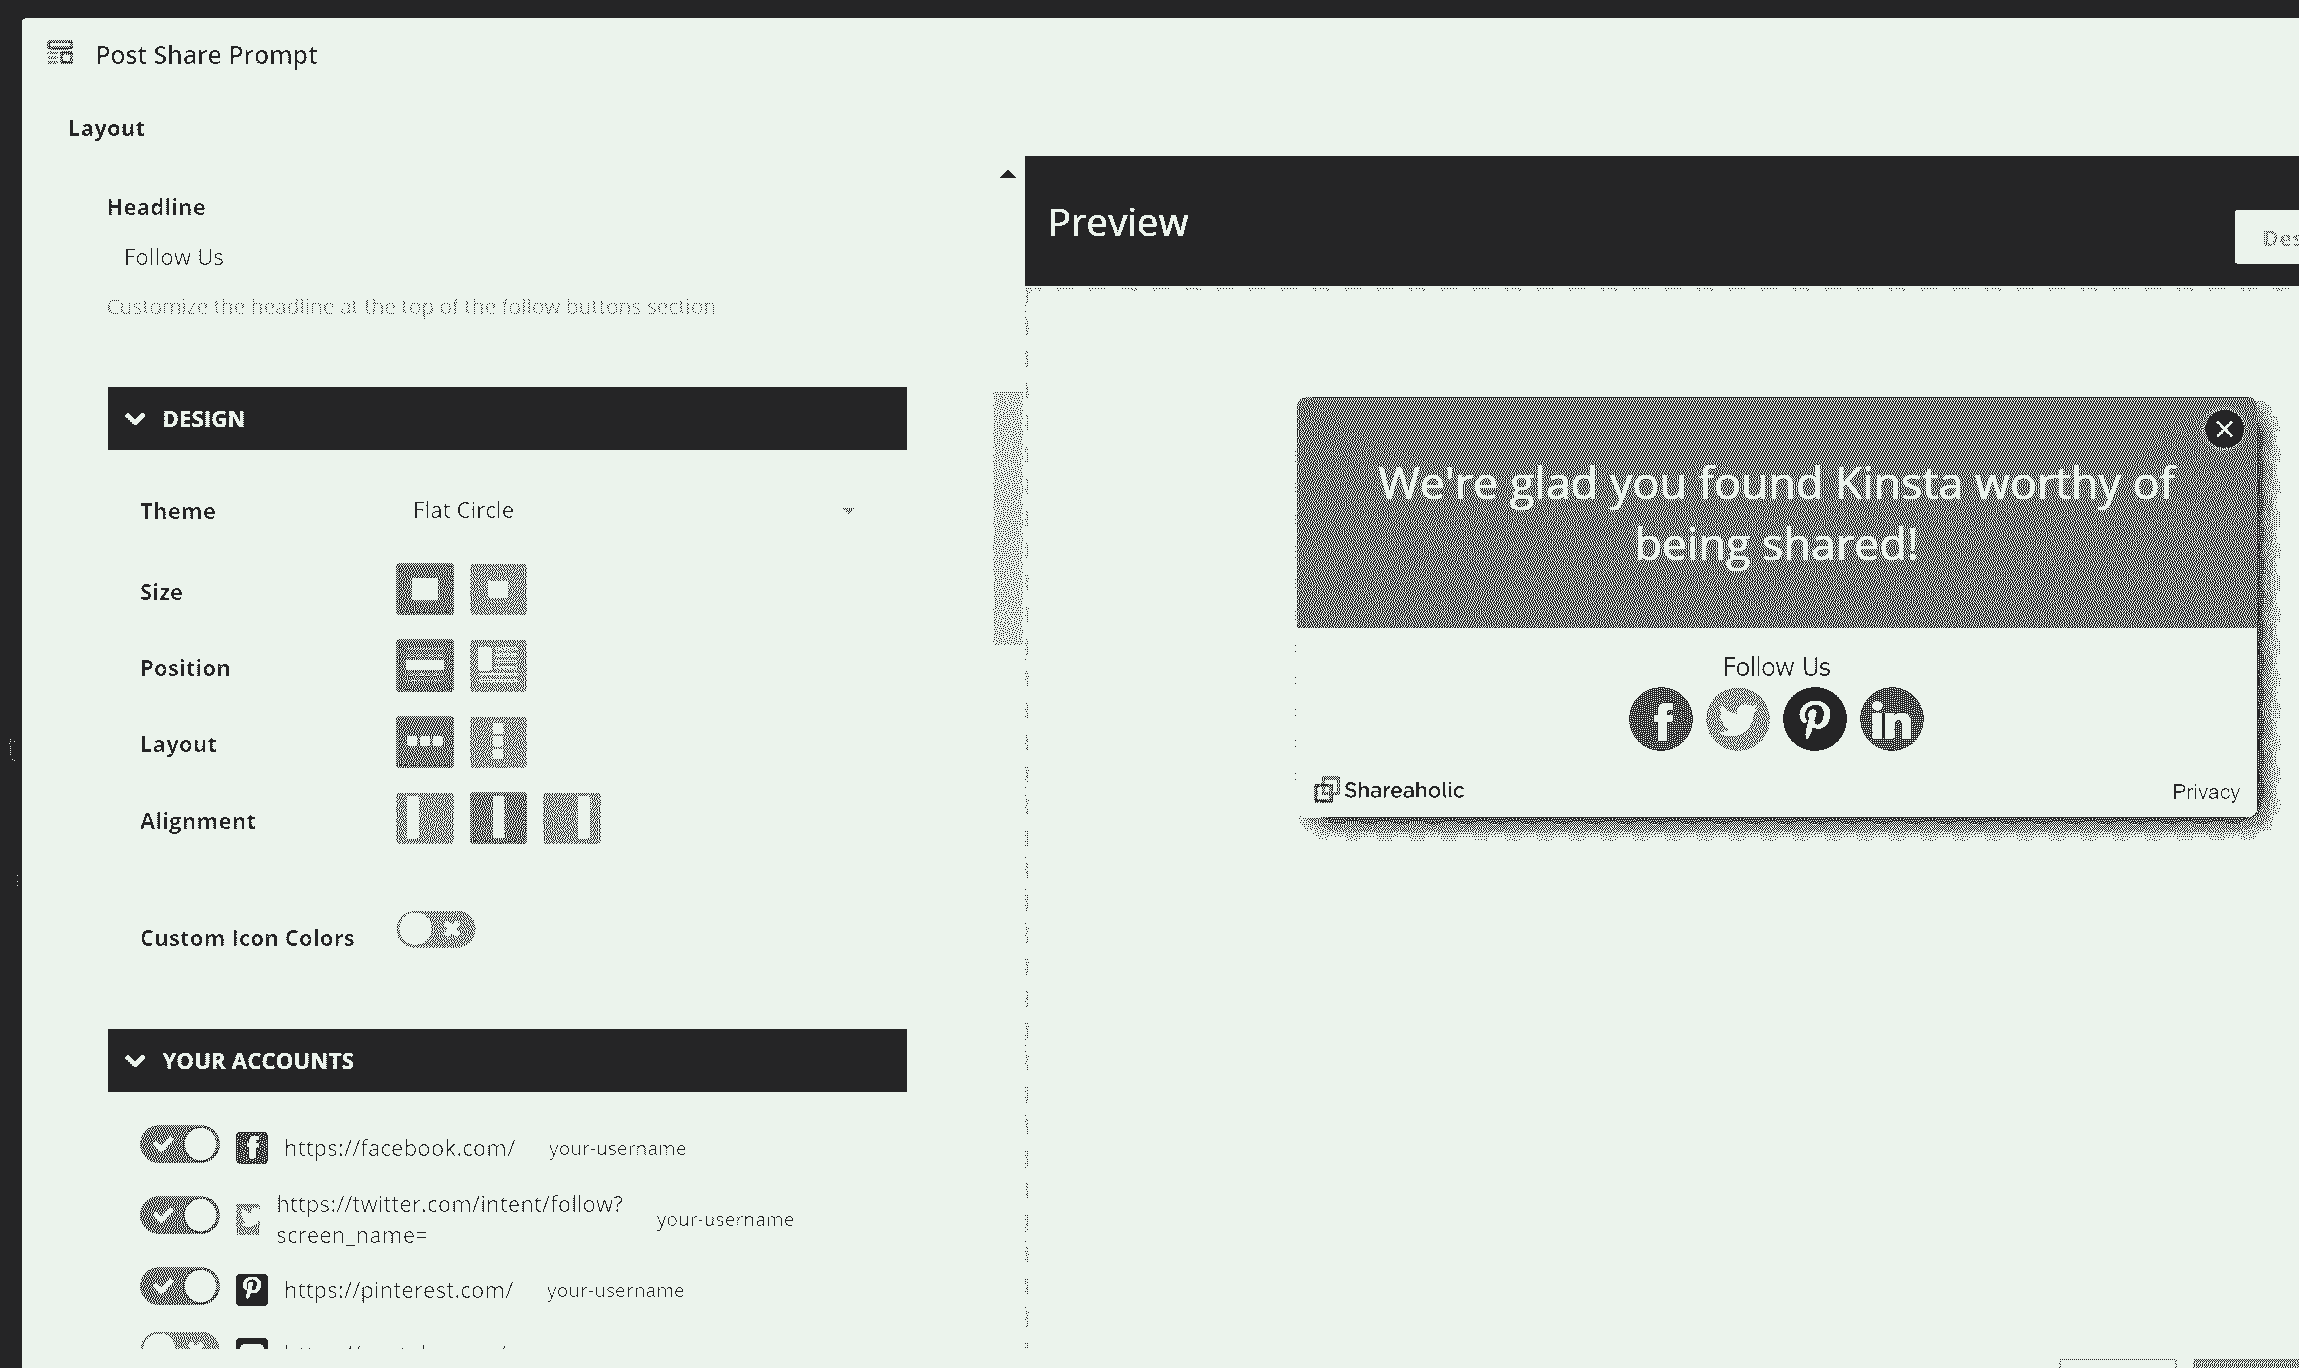 Post Share Prompt
Layout
Headline
Follow Us
Customize the headline at the top of the follow buttons section
DESIGN
Theme
Flat Circle
Size
Position
Layout
Alignment
Custom Icon Colors
YOUR ACCOUNTS
https://facebook.com/ your-username
https://twitter.com/intent/follow?
screen_name=
your-username
https://pinterest.com/ your-username
Preview
We're glad you found Kinsta worthy of
being shared!
Follow Us
Shareaholic
Privacy